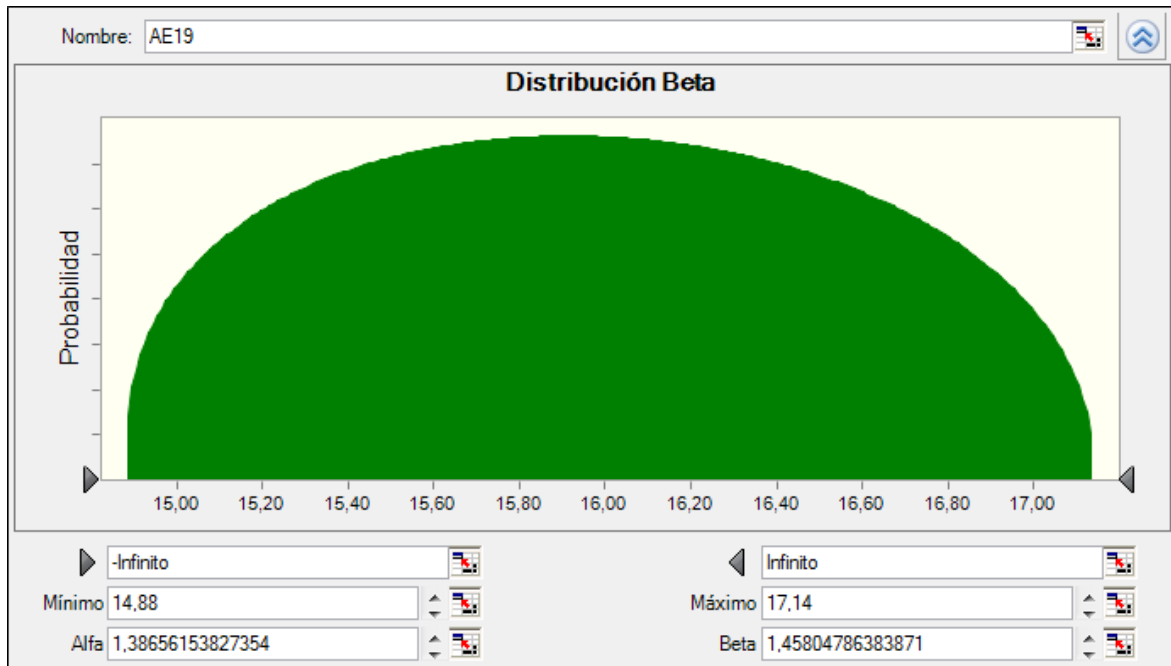 Nombre: AE19
Distribución Beta
Probabilidad
15,00 15,20 15,40 15,60 15,80 16,00 16,20 16,40 16,60 16,80 17,00
-Infinito Infinito
Mínimo 14,88 Máximo 17,14
Alfa 1,38656153827354 Beta 1,45804786383871